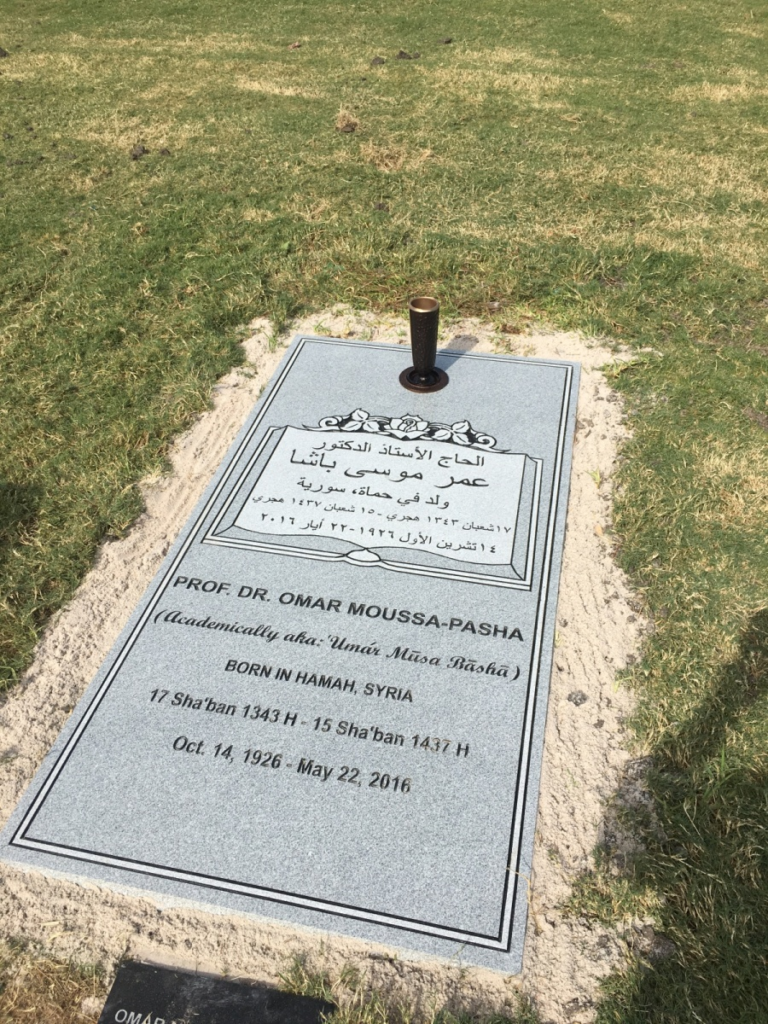 الحاج الأستاذ الدكتور
عمر موسى باشا
ولد في حماة، سورية
١٧ شعبان ١٣٤٣ هجري - ١٥ شعبان ١٤٣٧ هجري
١٤ تشرين الأول ١٩٢٦ - ٢٢ أيار ٢٠١٦
PROF. DR. OMAR MOUSSA-PASHA
(Academically aka: 'Umár Mūsa Bāshā)
BORN IN HAMAH, SYRIA
17 Sha'ban 1343 H - 15 Sha'ban 1437 H
Oct. 14, 1926 - May 22, 2016
OMAR